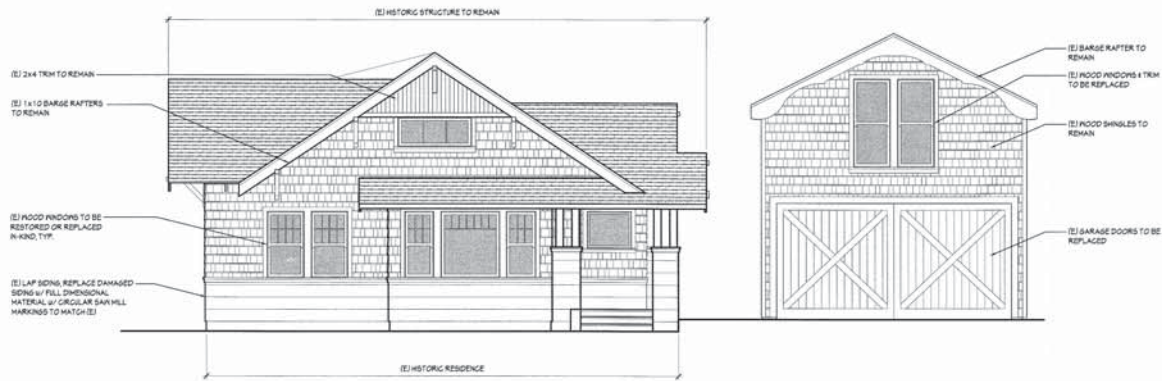 (E) HISTORIC STRUCTURE TO REMAIN
(E) 2x4 TRIM TO REMAIN
(E) 1x10 BARGE RAFTERS
TO REMAIN
(E) WOOD WINDOWS TO BE
RESTORED OR REPLACED
IN-KIND, TYP.
(E) LAP SIDING, REPLACE DAMAGED
SIDING w/ FULL DIMENSIONAL
MATERIAL w/ CIRCULAR SAW MILL
MARKINGS TO MATCH (E)
(E) HISTORIC RESIDENCE
(E) BARGE RAFTER TO
REMAIN
(E) WOOD WINDOWS & TRIM
TO BE REPLACED
(E) WOOD SHINGLES TO
REMAIN
(E) GARAGE DOORS TO BE
REPLACED